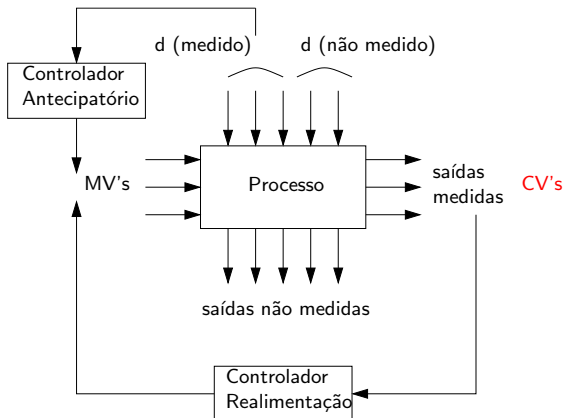 d (medido)
d (não medido)
Controlador
Antecipatório
MV's
Processo
saídas
medidas
CV's
saídas não medidas
Controlador
Realimentação